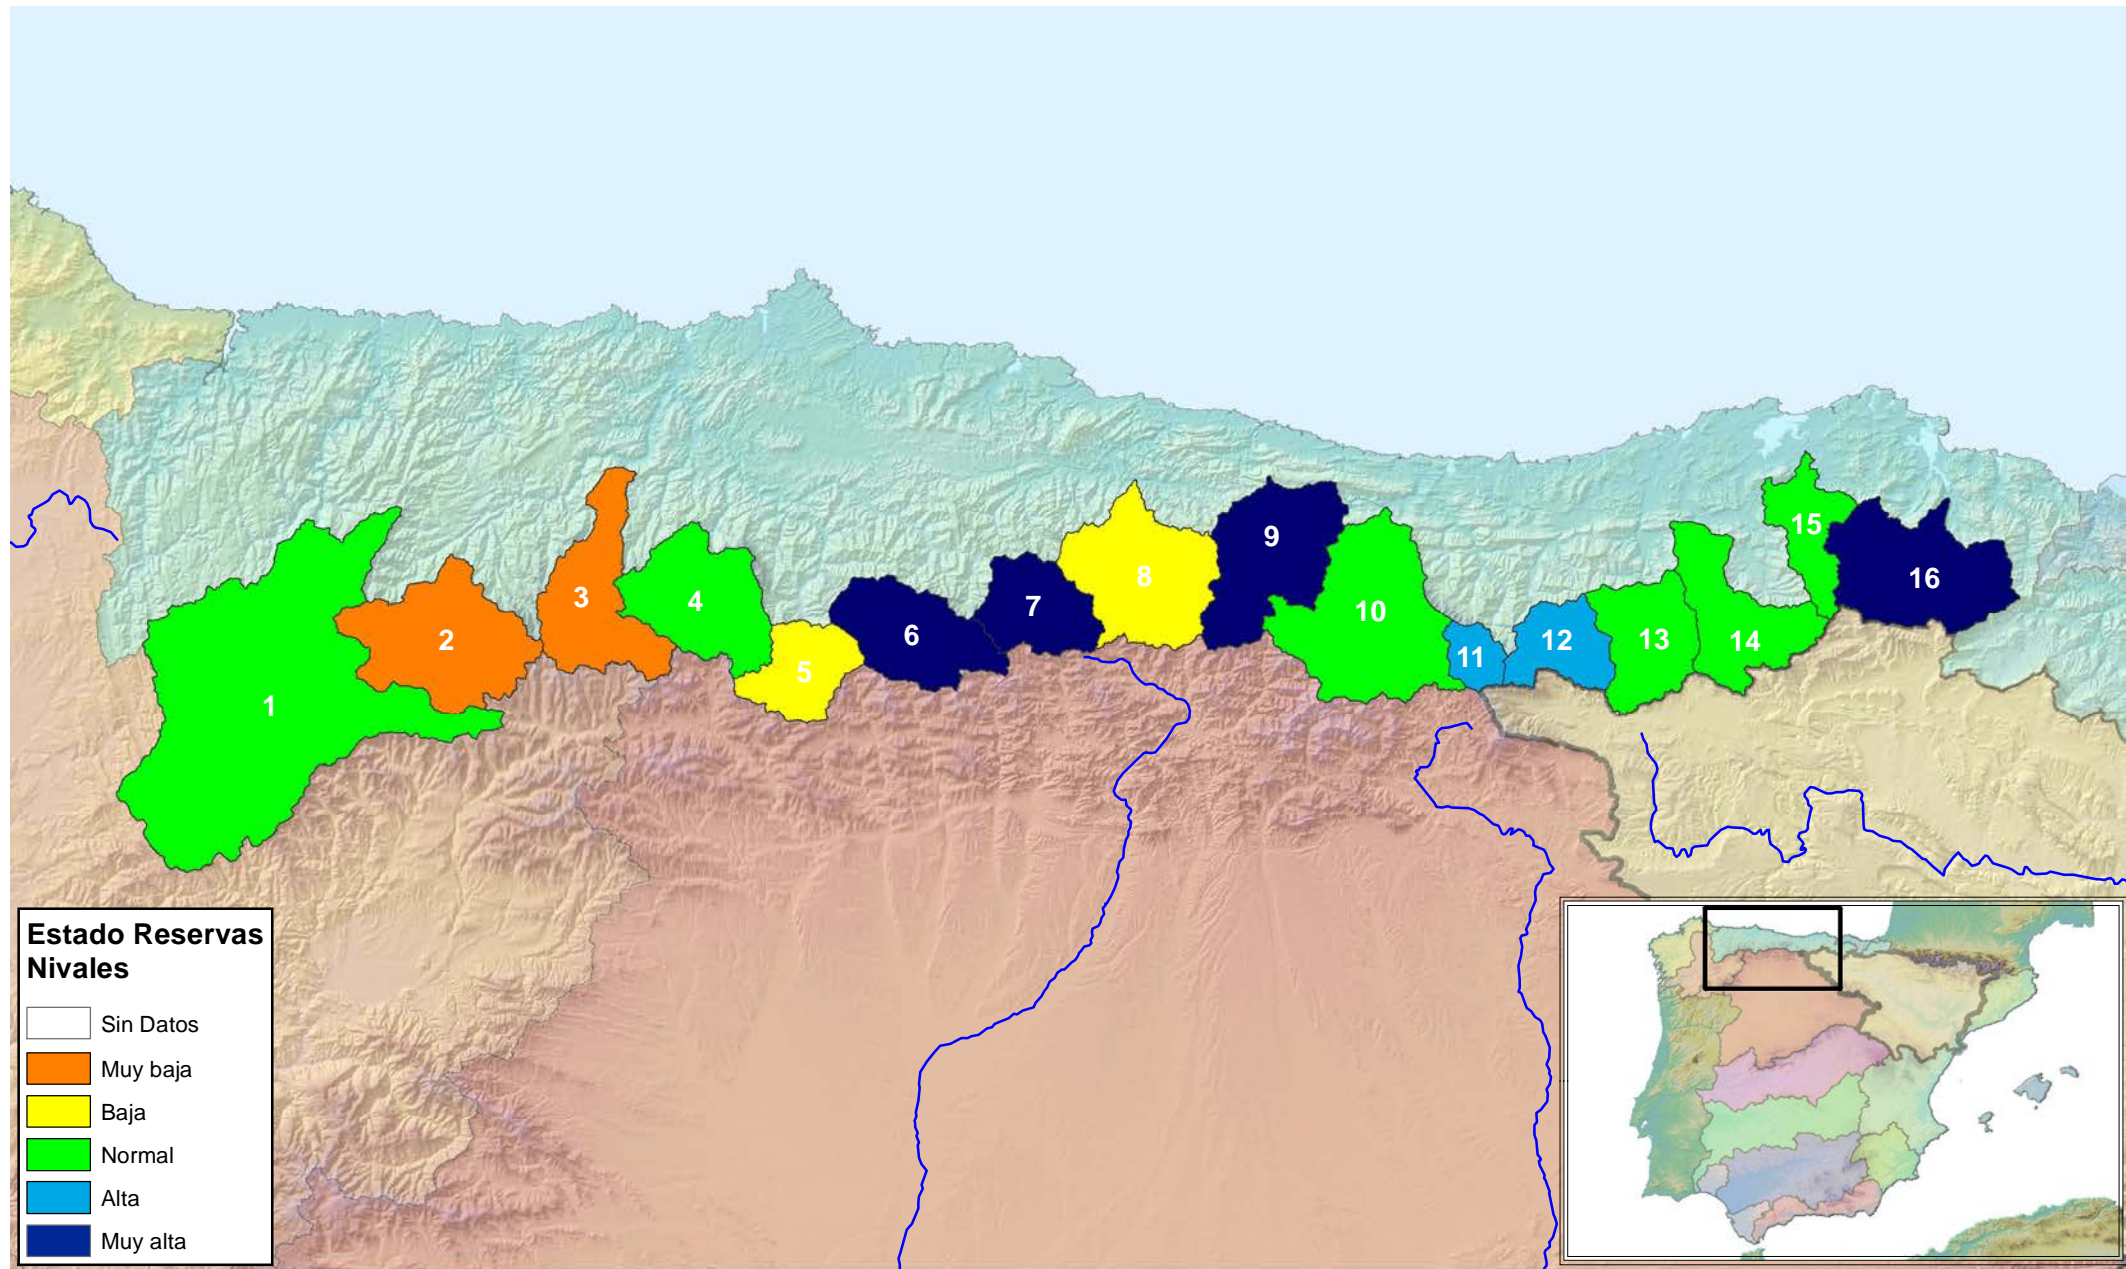 1
2
3
4
5
6
7
8
9
10
11
12
13
14
15
16
Estado Reservas
Nivales
Sin Datos
Muy baja
Baja
Normal
Alta
Muy alta